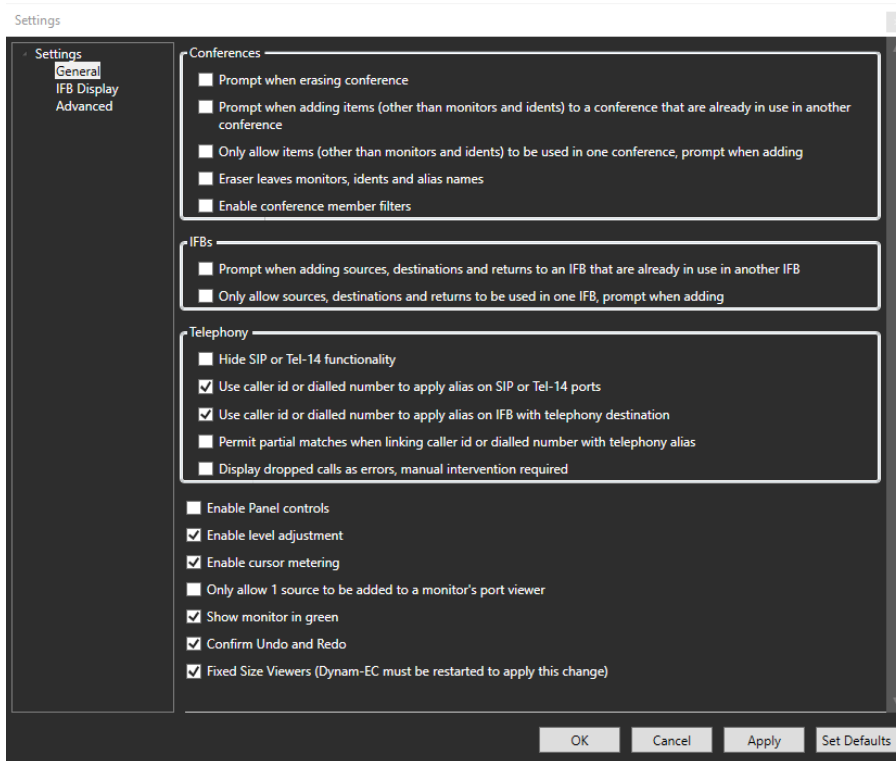 Settings
Settings
General
IFB Display
Advanced
Conferences
Prompt when erasing conference
Prompt when adding items (other than monitors and idents) to a conference that are already in use in another
conference
Only allow items (other than monitors and idents) to be used in one conference, prompt when adding
Eraser leaves monitors, idents and alias names
Enable conference member filters
IFBs
Prompt when adding sources, destinations and returns to an IFB that are already in use in another IFB
Only allow sources, destinations and returns to be used in one IFB, prompt when adding
Telephony
Hide SIP or Tel-14 functionality
Use caller id or dialled number to apply alias on SIP or Tel-14 ports
Use caller id or dialled number to apply alias on IFB with telephony destination
Permit partial matches when linking caller id or dialled number with telephony alias
Display dropped calls as errors, manual intervention required
Enable Panel controls
Enable level adjustment
Enable cursor metering
Only allow 1 source to be added to a monitor's port viewer
Show monitor in green
Confirm Undo and Redo
Fixed Size Viewers (Dynam-EC must be restarted to apply this change)
OK Cancel Apply Set Defaults